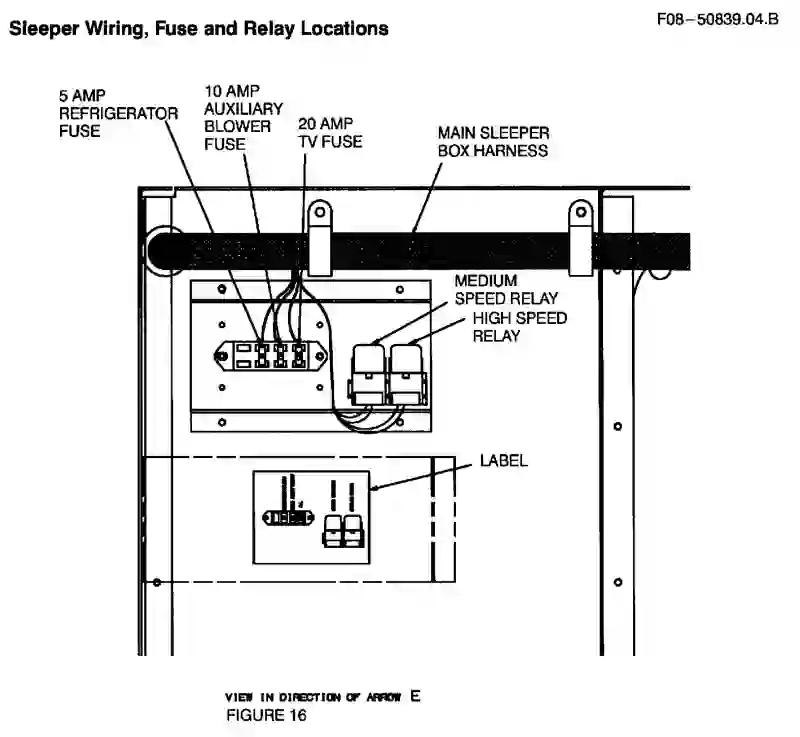 Sleeper Wiring, Fuse and Relay Locations
F08-50839.04.B
5 AMP
REFRIGERATOR
FUSE
10 AMP
AUXILIARY
BLOWER
FUSE
20 AMP
TV FUSE
MAIN SLEEPER
BOX HARNESS
MEDIUM
SPEED RELAY
HIGH SPEED
RELAY
LABEL
VIEW IN DIRECTION OF ARROW E
FIGURE 16